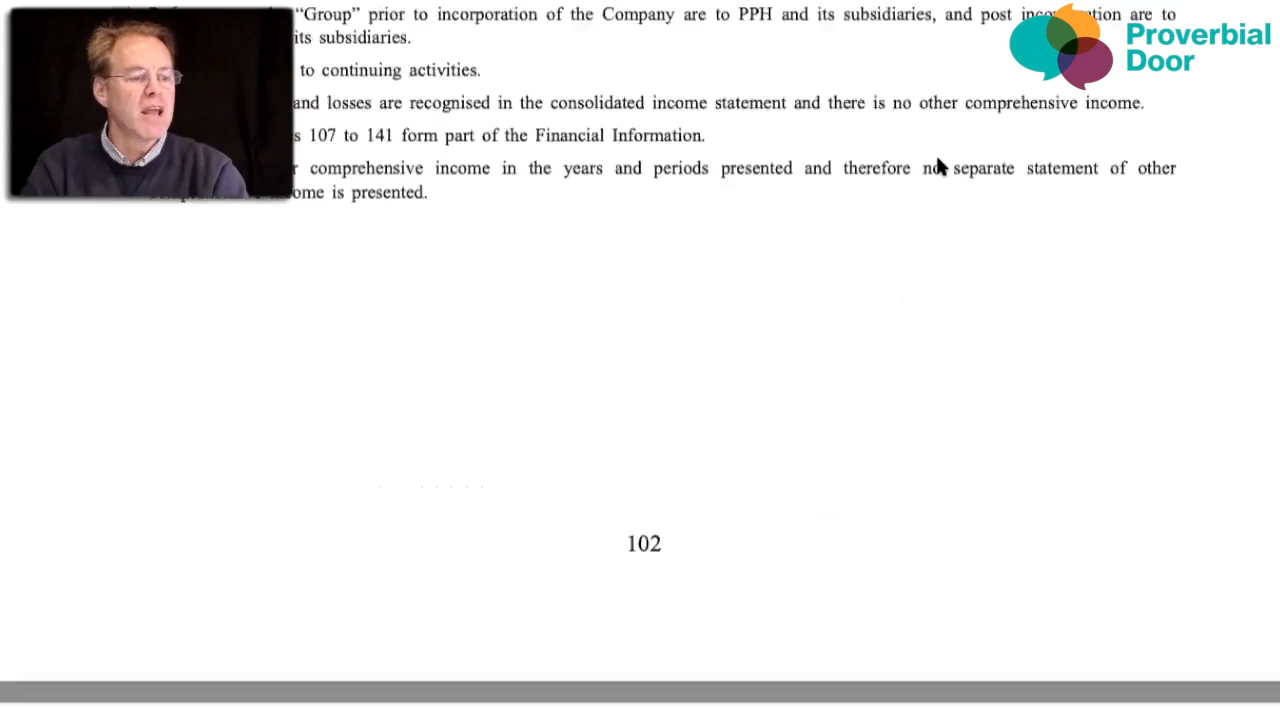 “Group” prior to incorporation of the Company are to PPH and its subsidiaries, and post are to
its subsidiaries.
to continuing activities.
and losses are recognised in the consolidated income statement and there is no other comprehensive income.
107 to 141 form part of the Financial Information.
comprehensive income in the years and periods presented and therefore no separate statement of other
is presented.
102
Proverbial
Door